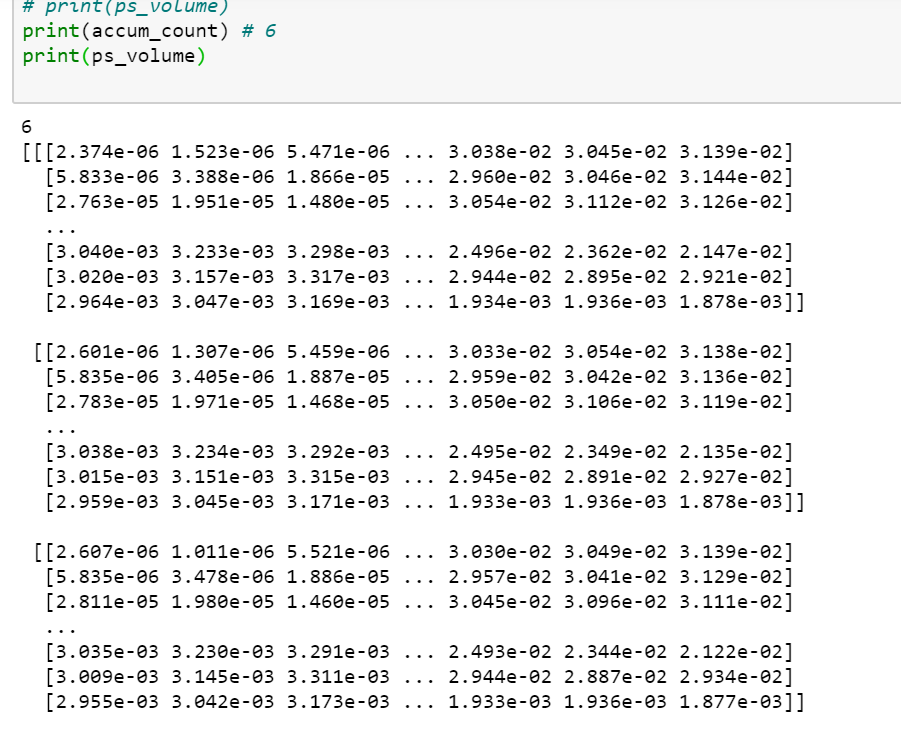 # print(ps_volume)
print(accum_count) # 6
print(ps_volume)
6
[[[2.374e-06 1.523e-06 5.471e-06 ... 3.038e-02 3.045e-02 3.139e-02]
[5.833e-06 3.388e-06 1.866e-05 ... 2.960e-02 3.046e-02 3.144e-02]
[2.763e-05 1.951e-05 1.480e-05 ... 3.054e-02 3.112e-02 3.126e-02]
...
[3.040e-03 3.233e-03 3.298e-03 ... 2.496e-02 2.362e-02 2.147e-02]
[3.020e-03 3.157e-03 3.317e-03 ... 2.944e-02 2.895e-02 2.921e-02]
[2.964e-03 3.047e-03 3.169e-03 ... 1.934e-03 1.936e-03 1.878e-03]]
[[2.601e-06 1.307e-06 5.459e-06 ... 3.033e-02 3.054e-02 3.138e-02]
[5.835e-06 3.405e-06 1.887e-05 ... 2.959e-02 3.042e-02 3.136e-02]
[2.783e-05 1.971e-05 1.468e-05 ... 3.050e-02 3.106e-02 3.119e-02]
...
[3.038e-03 3.234e-03 3.292e-03 ... 2.495e-02 2.349e-02 2.135e-02]
[3.015e-03 3.151e-03 3.315e-03 ... 2.945e-02 2.891e-02 2.927e-02]
[2.959e-03 3.045e-03 3.171e-03 ... 1.933e-03 1.936e-03 1.878e-03]]
[[2.607e-06 1.011e-06 5.521e-06 ... 3.030e-02 3.049e-02 3.139e-02]
[5.835e-06 3.478e-06 1.886e-05 ... 2.957e-02 3.041e-02 3.129e-02]
[2.811e-05 1.980e-05 1.460e-05 ... 3.045e-02 3.096e-02 3.111e-02]
...
[3.035e-03 3.230e-03 3.291e-03 ... 2.493e-02 2.344e-02 2.122e-02]
[3.009e-03 3.145e-03 3.311e-03 ... 2.944e-02 2.887e-02 2.934e-02]
[2.955e-03 3.042e-03 3.173e-03 ... 1.933e-03 1.936e-03 1.877e-03]]